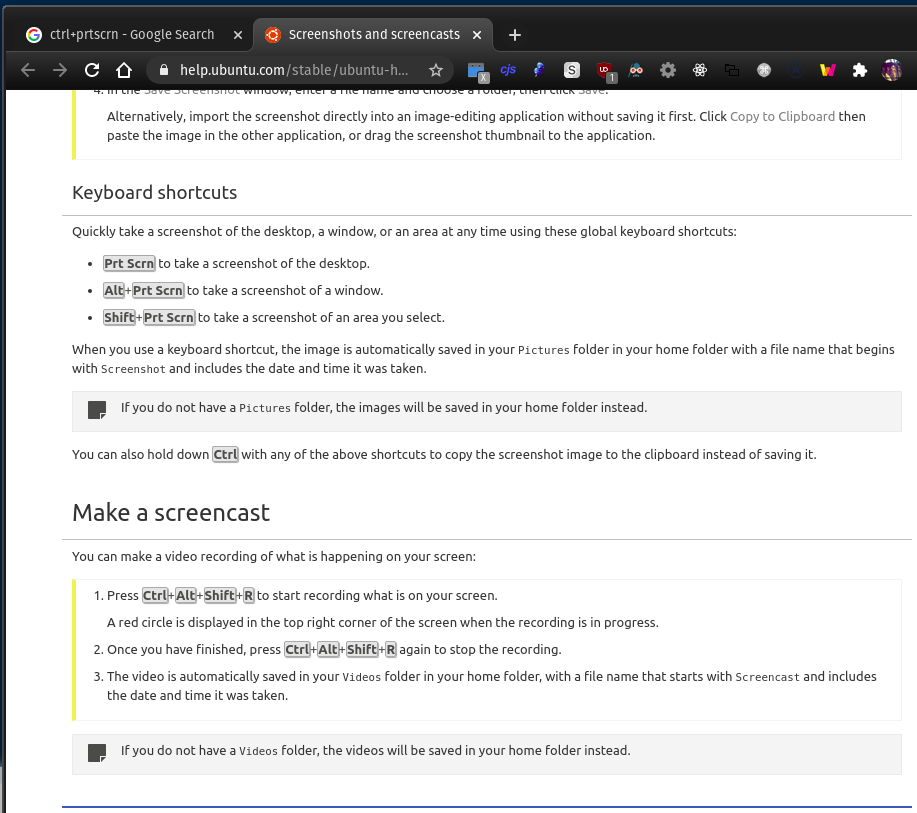 ctrl+prtscrn - Google Search
Screenshots and screencasts
help.ubuntu.com/stable/ubuntu-h...
X
cjs
S
1
4. In the Save Screenshot window, enter a file name and choose a folder, then click Save.
Alternatively, import the screenshot directly into an image-editing application without saving it first. Click Copy to Clipboard then
paste the image in the other application, or drag the screenshot thumbnail to the application.
Keyboard shortcuts
Quickly take a screenshot of the desktop, a window, or an area at any time using these global keyboard shortcuts:
• Prt Scrn to take a screenshot of the desktop.
• Alt+Prt Scrn to take a screenshot of a window.
• Shift+Prt Scrn to take a screenshot of an area you select.
When you use a keyboard shortcut, the image is automatically saved in your Pictures folder in your home folder with a file name that begins
with Screenshot and includes the date and time it was taken.
If you do not have a Pictures folder, the images will be saved in your home folder instead.
You can also hold down Ctrl with any of the above shortcuts to copy the screenshot image to the clipboard instead of saving it.
Make a screencast
You can make a video recording of what is happening on your screen:
1. Press Ctrl+Alt+Shift+R to start recording what is on your screen.
A red circle is displayed in the top right corner of the screen when the recording is in progress.
2. Once you have finished, press Ctrl+Alt+Shift+R again to stop the recording.
3. The video is automatically saved in your Videos folder in your home folder, with a file name that starts with Screencast and includes
the date and time it was taken.
If you do not have a Videos folder, the videos will be saved in your home folder instead.